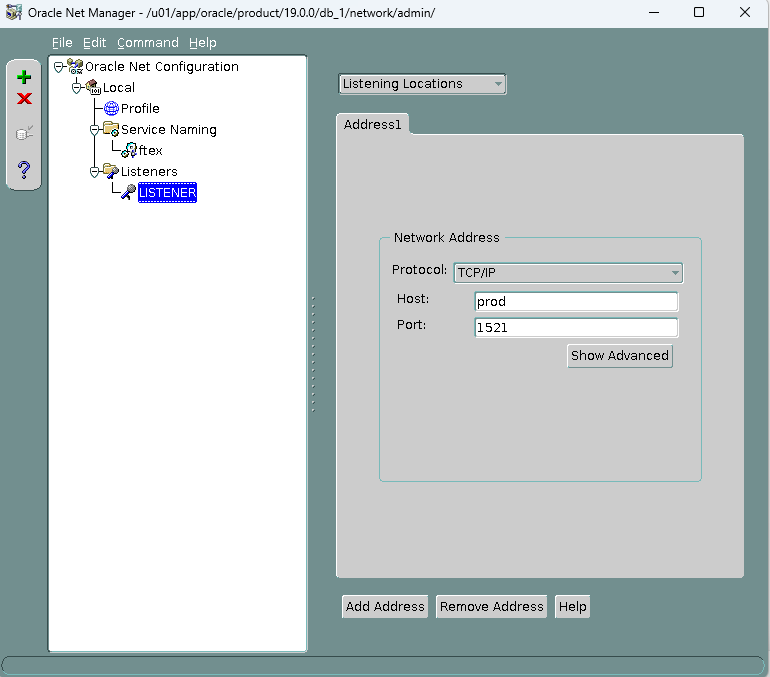 Oracle Net Manager - /u01/app/oracle/product/19.0.0/db_1/network/admin/
File Edit Command Help
Oracle Net Configuration
Local
Profile
Service Naming
ftex
Listeners
LISTENER
Listening Locations
Address1
Network Address
Protocol: TCP/IP
Host: prod
Port: 1521
Show Advanced
Add Address Remove Address Help